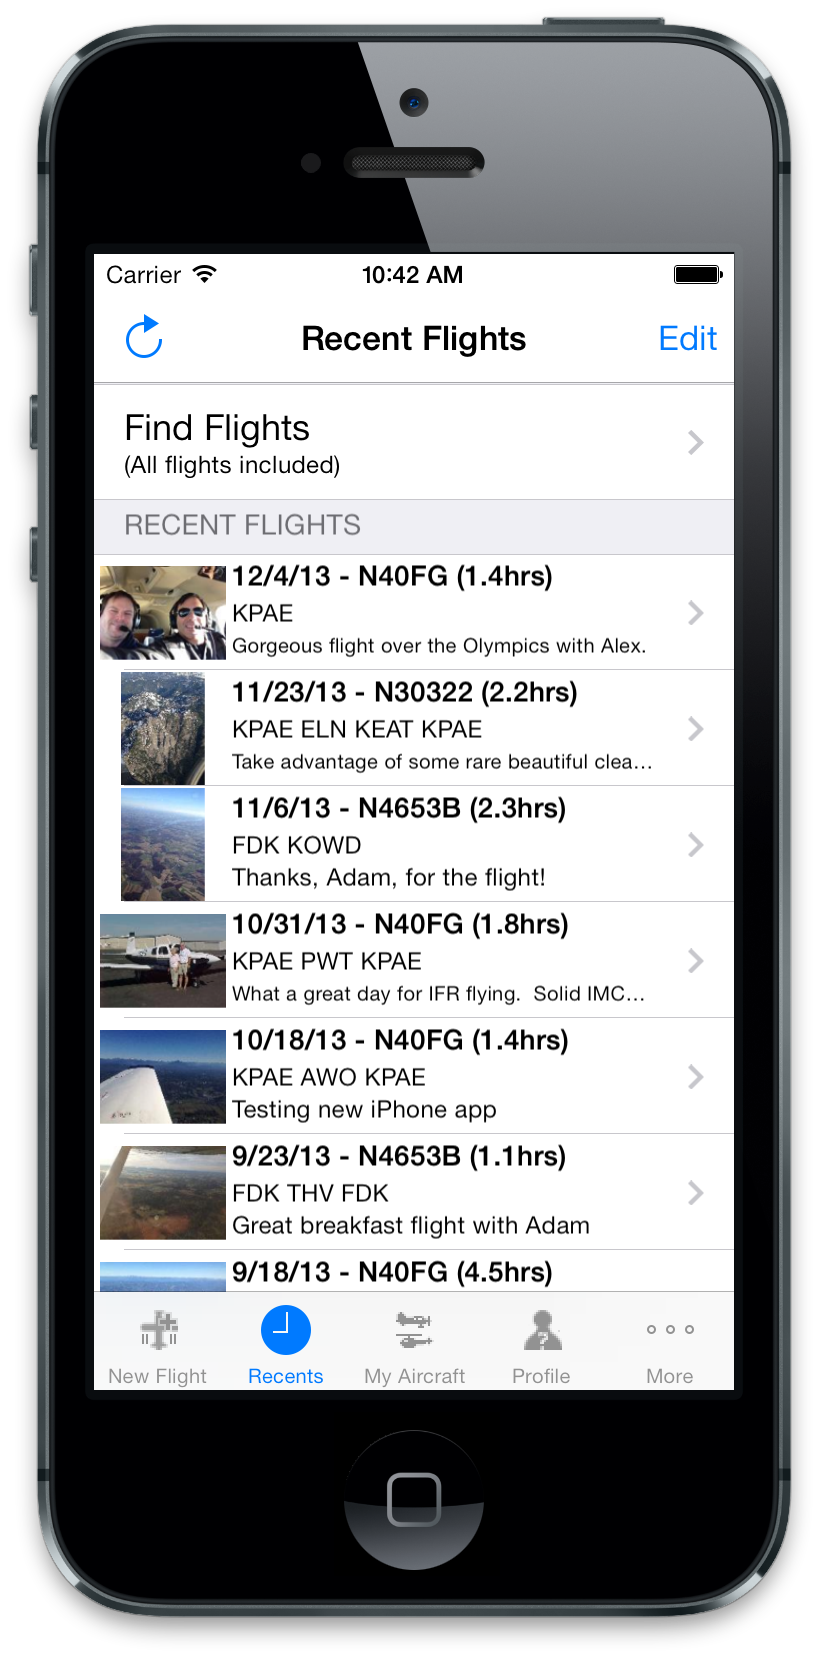 Carrier 10:42 AM
Recent Flights Edit
Find Flights
(All flights included)
RECENT FLIGHTS
12/4/13 - N40FG (1.4hrs)
KPAE
Gorgeous flight over the Olympics with Alex.
11/23/13 - N30322 (2.2hrs)
KPAE ELN KEAT KPAE
Take advantage of some rare beautiful clea…
11/6/13 - N4653B (2.3hrs)
FDK KOWD
Thanks, Adam, for the flight!
10/31/13 - N40FG (1.8hrs)
KPAE PWT KPAE
What a great day for IFR flying.  Solid IMC…
10/18/13 - N40FG (1.4hrs)
KPAE AWO KPAE
Testing new iPhone app
9/23/13 - N4653B (1.1hrs)
FDK THV FDK
Great breakfast flight with Adam
9/18/13 - N40FG (4.5hrs)
New Flight Recents My Aircraft Profile More